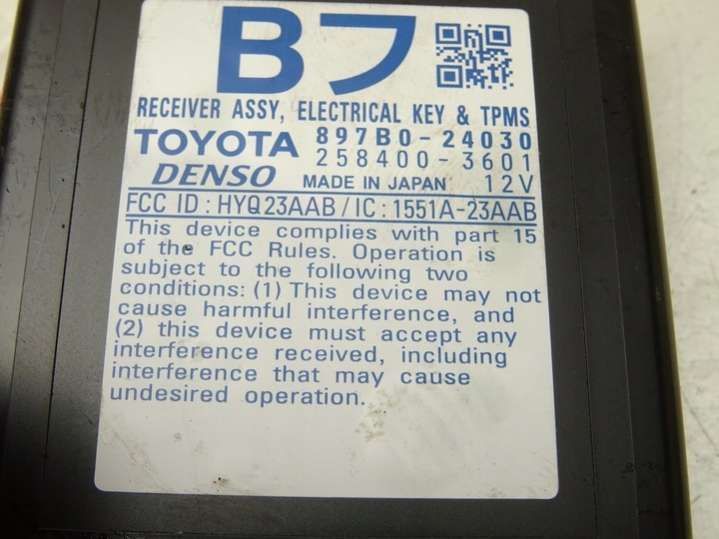 Bフ
RECEIVER ASSY, ELECTRICAL KEY & TPMS
TOYOTA 897B0-24030
258400-3601
DENSO MADE IN JAPAN 12V
FCC ID : HYQ23AAB / IC : 1551A-23AAB
This device complies with part 15
of the FCC Rules. Operation is
subject to the following two
conditions: (1) This device may not
cause harmful interference, and
(2) this device must accept any
interference received, including
interference that may cause
undesired operation.